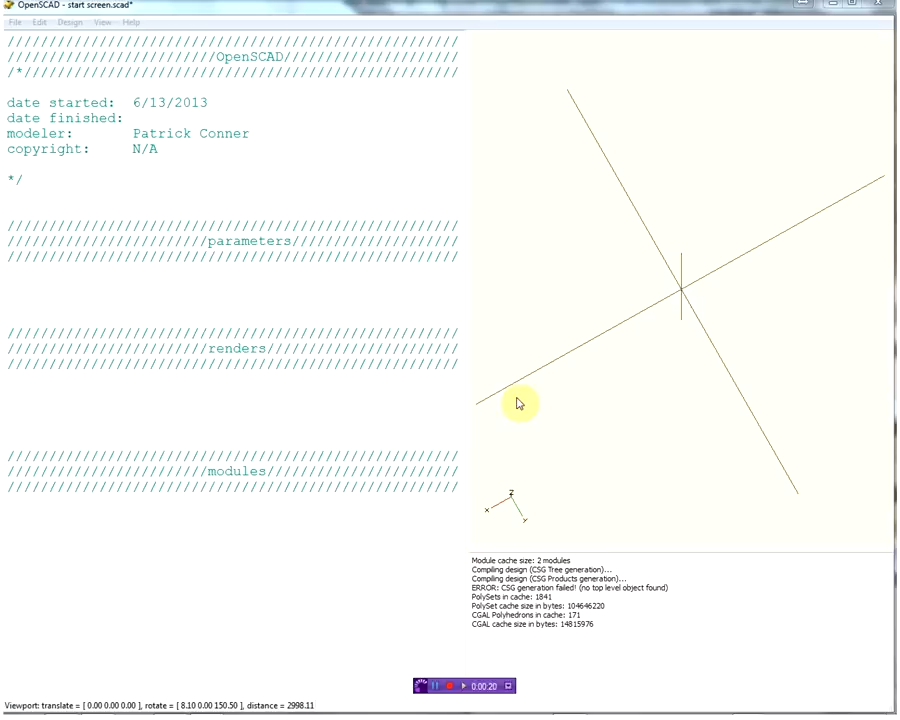 OpenSCAD - start screen.scad*
File Edit Design View Help
//////////////////////////////////////////////////////
/////////////////////////OpenSCAD/////////////////////
/*////////////////////////////////////////////////////
date started: 6/13/2013
date finished:
modeler: Patrick Conner
copyright: N/A
*/
//////////////////////////////////////////////////////
////////////////////////parameters////////////////////
//////////////////////////////////////////////////////
//////////////////////////////////////////////////////
////////////////////////renders///////////////////////
//////////////////////////////////////////////////////
//////////////////////////////////////////////////////
////////////////////////modules///////////////////////
//////////////////////////////////////////////////////
z
x
y
Module cache size: 2 modules
Compiling design (CSG Tree generation)...
Compiling design (CSG Products generation)...
ERROR: CSG generation failed! (no top level object found)
PolySets in cache: 1841
PolySet cache size in bytes: 104646220
CGAL Polyhedrons in cache: 171
CGAL cache size in bytes: 14815976
0:00:20
Viewport: translate = [ 0.00 0.00 0.00 ], rotate = [ 8.10 0.00 150.50 ], distance = 2998.11